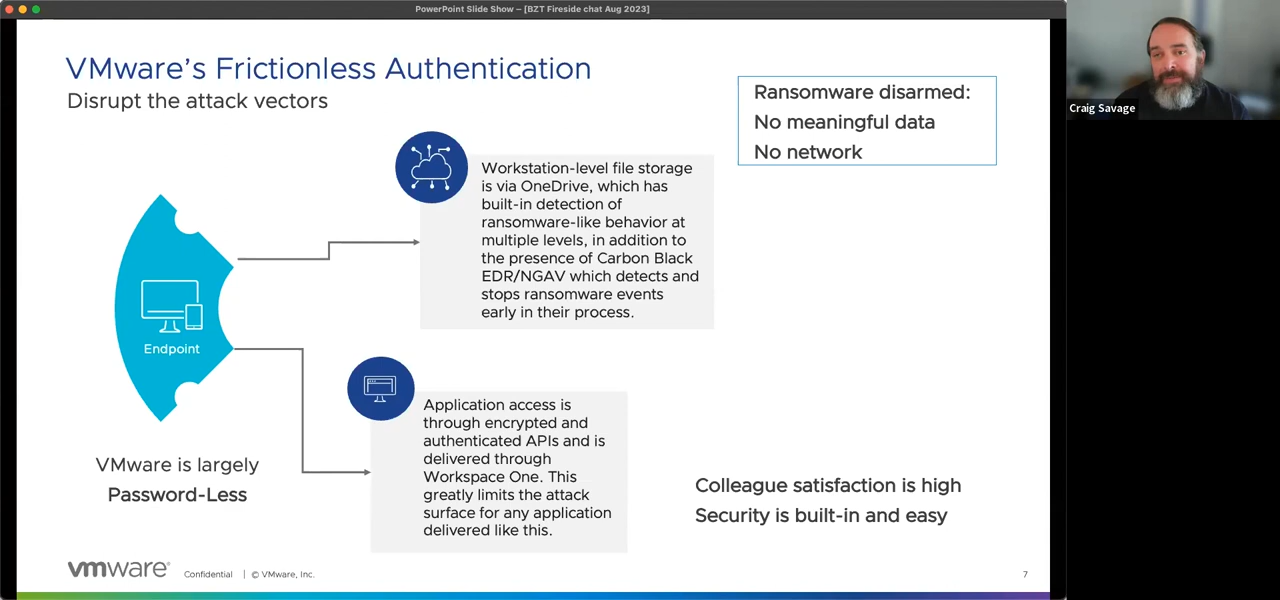 PowerPoint Slide Show – [BZT Fireside chat Aug 2023]
VMware's Frictionless Authentication
Disrupt the attack vectors
Ransomware disarmed:
No meaningful data
No network
Craig Savage
Workstation-level file storage
is via OneDrive, which has
built-in detection of
ransomware-like behavior at
multiple levels, in addition to
the presence of Carbon Black
EDR/NGAV which detects and
stops ransomware events
early in their process.
Endpoint
Application access is
through encrypted and
authenticated APIs and is
delivered through
Workspace One. This
greatly limits the attack
surface for any application
delivered like this.
VMware is largely
Password-Less
Colleague satisfaction is high
Security is built-in and easy
vmware®
Confidential | © VMware, Inc.
7